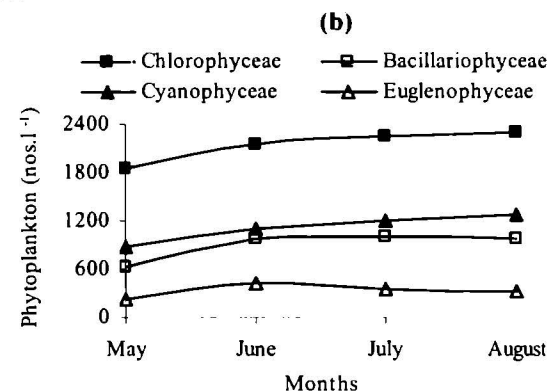 (b)
Chlorophyceae Bacillariophyceae
Cyanophyceae Euglenophyceae
Phytoplankton (nos.l⁻¹)
2400
1800
1200
600
0
May June July August
Months